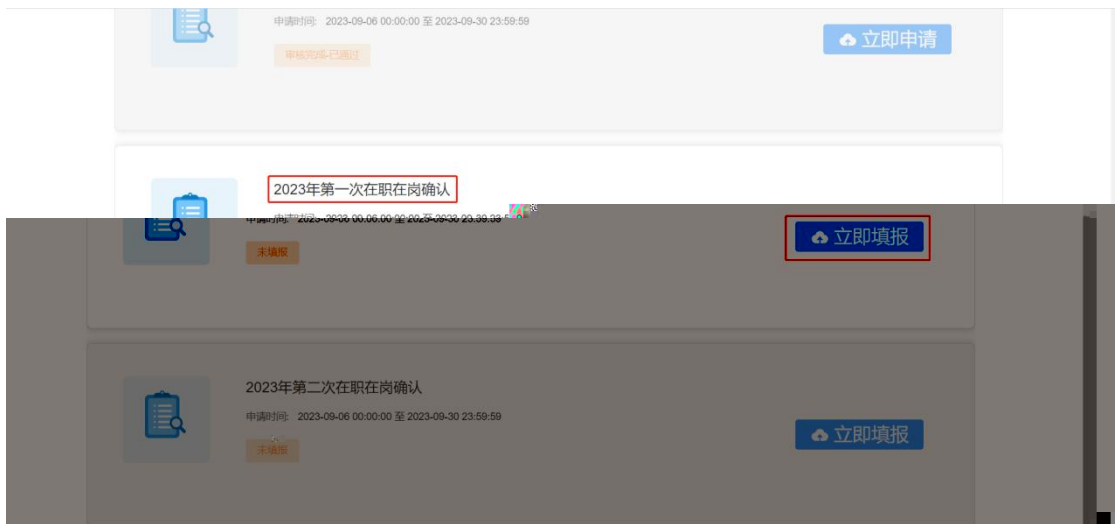 申请时间: 2023-09-06 00:00:00 至 2023-09-30 23:59:59
立即申请
审核完成-已通过
2023年第一次在职在岗确认
立即填报
未填报
2023年第二次在职在岗确认
申请时间: 2023-09-06 00:00:00 至 2023-09-30 23:59:59
立即填报
未填报